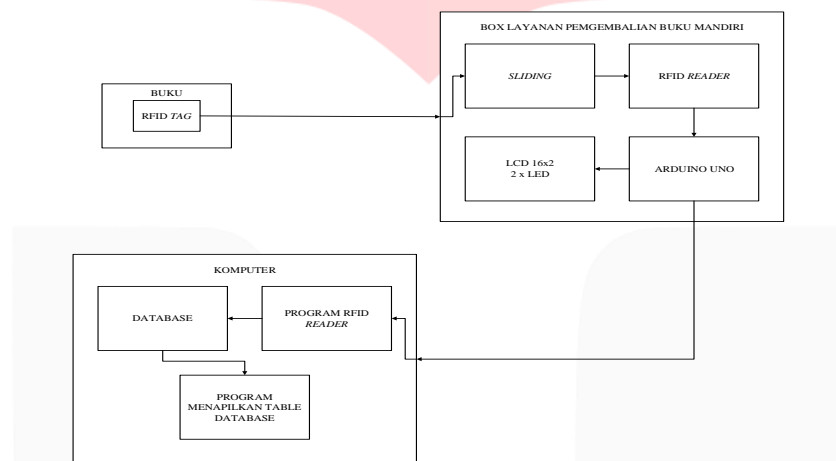 BOX LAYANAN PEMGEMBALIAN BUKU MANDIRI
SLIDING
RFID READER
BUKU
RFID TAG
LCD 16x2
2 x LED
ARDUINO UNO
KOMPUTER
DATABASE
PROGRAM RFID
READER
PROGRAM
MENAPILKAN TABLE
DATABASE